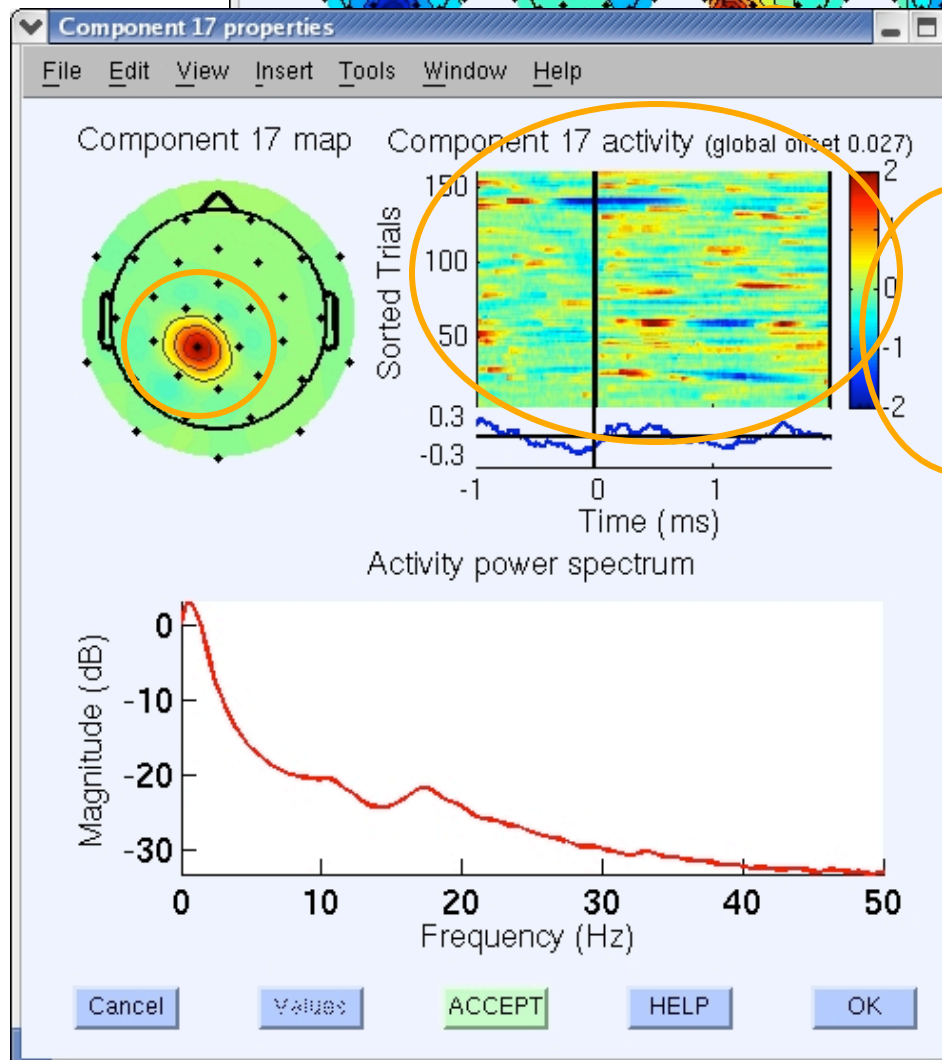 Component 17 properties
File Edit View Insert Tools Window Help
Component 17 map
Component 17 activity (global offset 0.027)
150
100
50
Sorted Trials
2
1
0
-1
-2
0.3
-0.3
-1 0 1
Time (ms)
Activity power spectrum
Magnitude (dB)
0
-10
-20
-30
0 10 20 30 40 50
Frequency (Hz)
Cancel Values ACCEPT HELP OK